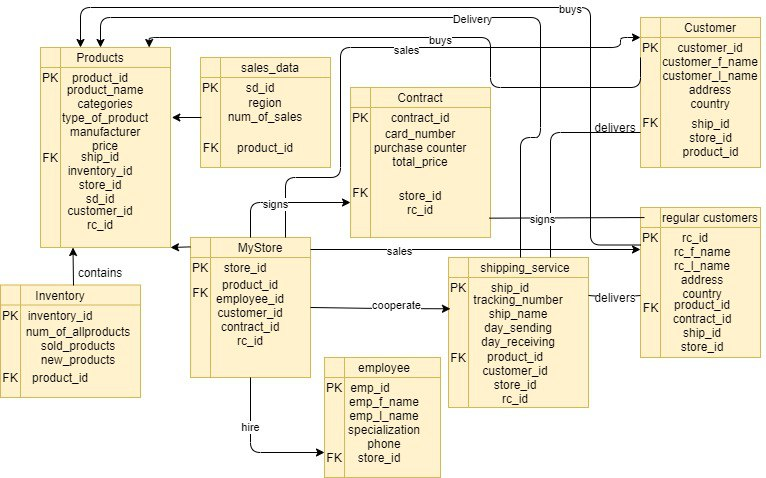 buys
Delivery
buys
sales
Products
PK product_id
product_name
categories
type_of_product
manufacturer
price
FK ship_id
inventory_id
store_id
sd_id
customer_id
rc_id
sales_data
PK sd_id
region
num_of_sales
FK product_id
Contract
PK contract_id
card_number
purchase counter
total_price
FK store_id
rc_id
Customer
PK customer_id
customer_f_name
customer_l_name
address
country
FK ship_id
store_id
product_id
delivers
signs
signs
regular customers
PK rc_id
rc_f_name
rc_l_name
address
country
FK product_id
contract_id
ship_id
store_id
MyStore
PK store_id
FK product_id
employee_id
customer_id
contract_id
rc_id
sales
shipping_service
PK ship_id
tracking_number
ship_name
day_sending
day_receiving
FK product_id
customer_id
store_id
rc_id
delivers
cooperate
contains
Inventory
PK inventory_id
num_of_allproducts
sold_products
new_products
FK product_id
hire
employee
PK emp_id
emp_f_name
emp_l_name
specialization
phone
FK store_id